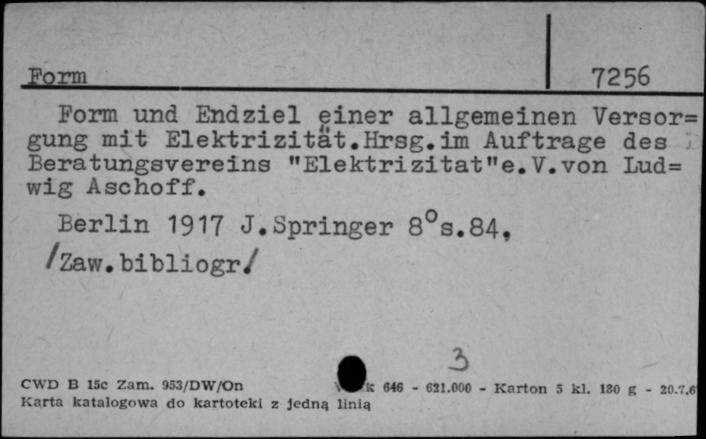 Form 7256
Form und Endziel einer allgemeinen Versor=
gung mit Elektrizität.Hrsg.im Auftrage des
Beratungsvereins "Elektrizitat"e.V.von Lud=
wig Aschoff.
Berlin 1917 J.Springer 8°s.84,
/Zaw.bibliogr/
3
CWD B 15c Zam. 953/DW/On k 646 - 621.000 - Karton 5 kl. 180 g - 20.7.6
Karta katalogowa do kartoteki z jedną linią